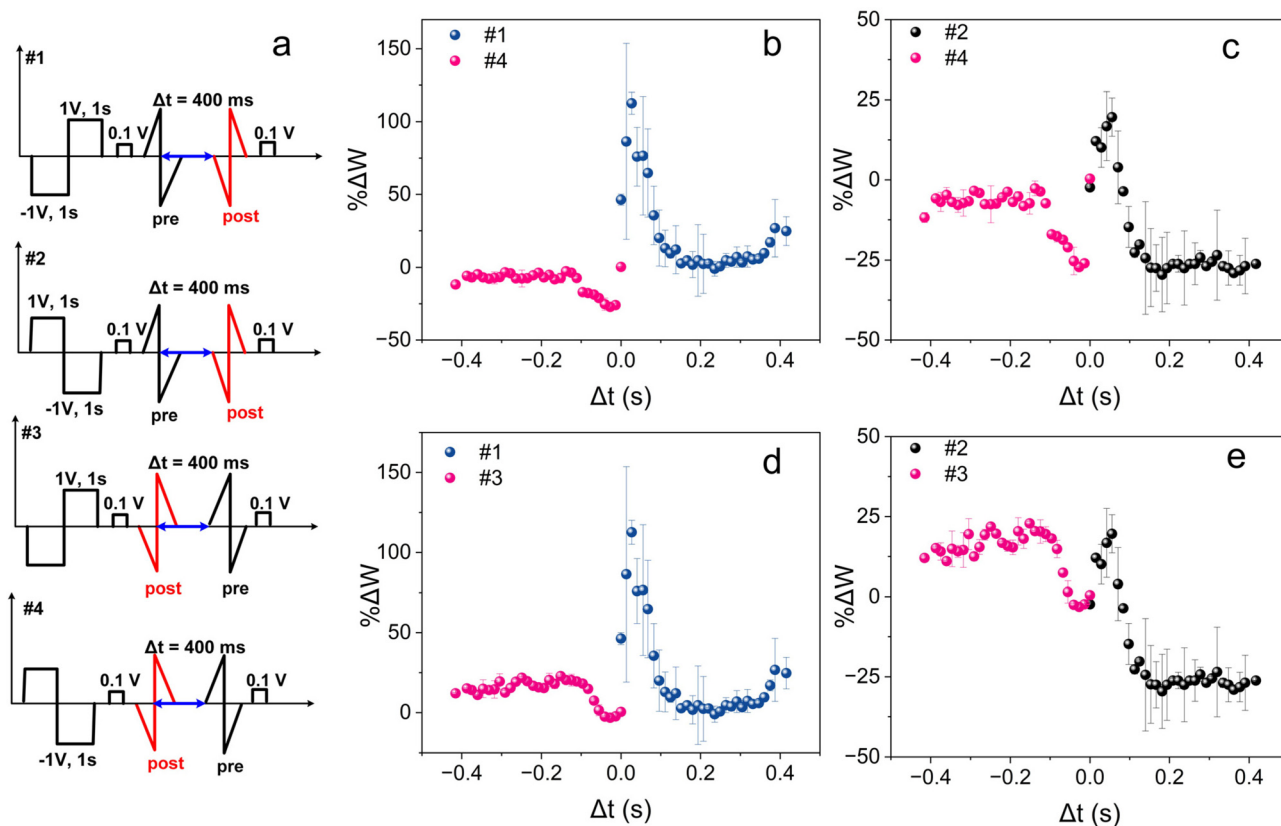 a
#1
Δt = 400 ms
1V, 1s
0.1 V
0.1 V
-1V, 1s
pre
post
#2
Δt = 400 ms
1V, 1s
0.1 V
0.1 V
-1V, 1s
pre
post
#3
Δt = 400 ms
1V, 1s
0.1 V
0.1 V
post
pre
#4
Δt = 400 ms
0.1 V
0.1 V
-1V, 1s
post
pre
b
#1
#4
%ΔW
150
100
50
0
−50
−0.4 −0.2 0.0 0.2 0.4
Δt (s)
c
#2
#4
%ΔW
50
25
0
−25
−50
−0.4 −0.2 0.0 0.2 0.4
Δt (s)
d
#1
#3
%ΔW
150
100
50
0
−0.4 −0.2 0.0 0.2 0.4
Δt (s)
e
#2
#3
%ΔW
50
25
0
−25
−50
−0.4 −0.2 0.0 0.2 0.4
Δt (s)